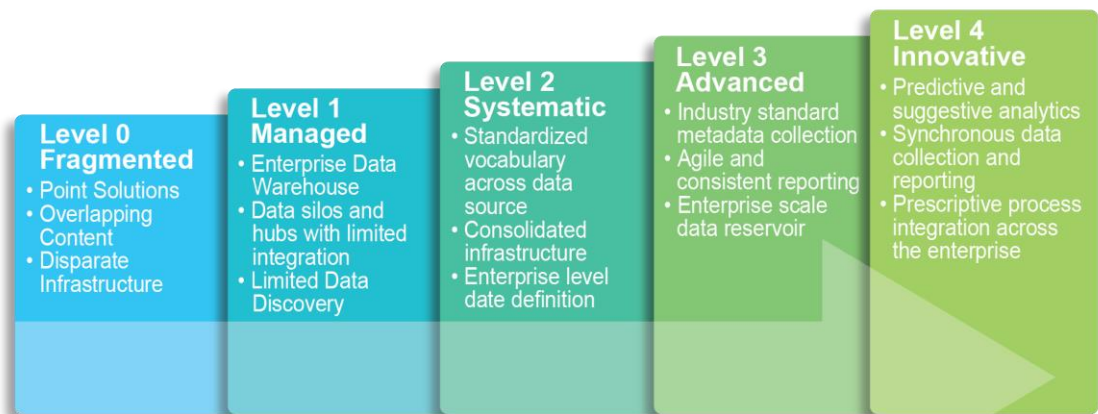 Level 0
Fragmented
• Point Solutions
• Overlapping
Content
• Disparate
Infrastructure
Level 1
Managed
• Enterprise Data
Warehouse
• Data silos and
hubs with limited
integration
• Limited Data
Discovery
Level 2
Systematic
• Standardized
vocabulary
across data
source
• Consolidated
infrastructure
• Enterprise level
date definition
Level 3
Advanced
• Industry standard
metadata collection
• Agile and
consistent reporting
• Enterprise scale
data reservoir
Level 4
Innovative
• Predictive and
suggestive analytics
• Synchronous data
collection and
reporting
• Prescriptive process
integration across
the enterprise